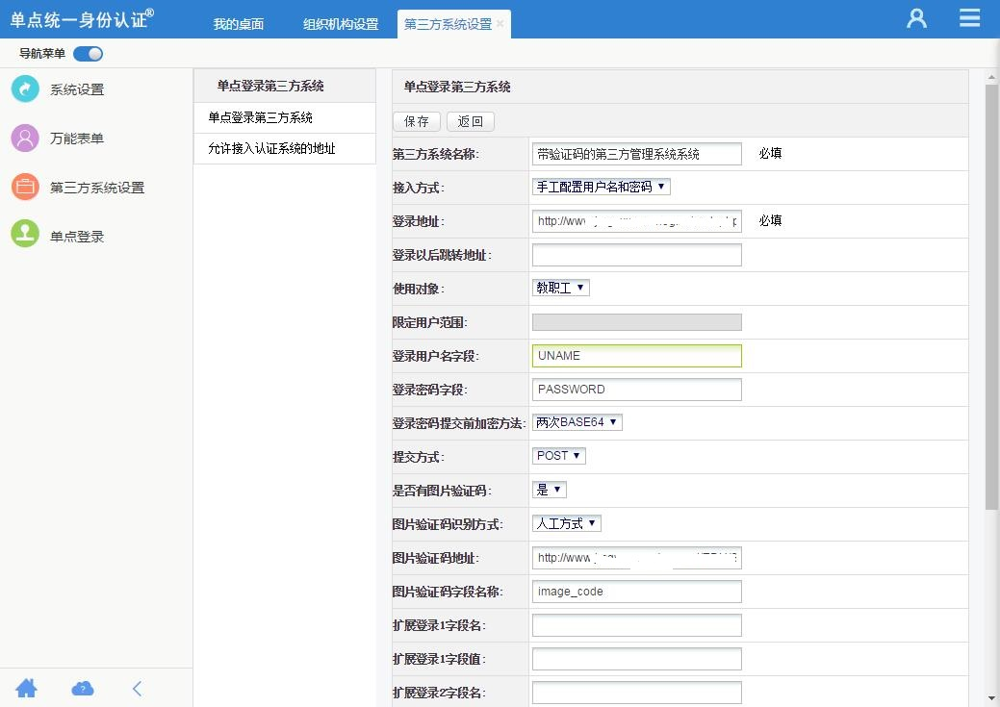 单点统一身份认证®
我的桌面 组织机构设置 第三方系统设置 ×
导航菜单
系统设置
万能表单
第三方系统设置
单点登录
单点登录第三方系统
单点登录第三方系统
允许接入认证系统的地址
单点登录第三方系统
保存 返回
第三方系统名称: 带验证码的第三方管理系统系统 必填
接入方式: 手工配置用户名和密码
登录地址: http://www 必填
登录以后跳转地址:
使用对象: 教职工
限定用户范围:
登录用户名字段: UNAME
登录密码字段: PASSWORD
登录密码提交前加密方法: 两次BASE64
提交方式: POST
是否有图片验证码: 是
图片验证码识别方式: 人工方式
图片验证码地址: http://www
图片验证码字段名称: image_code
扩展登录1字段名:
扩展登录1字段值:
扩展登录2字段名: